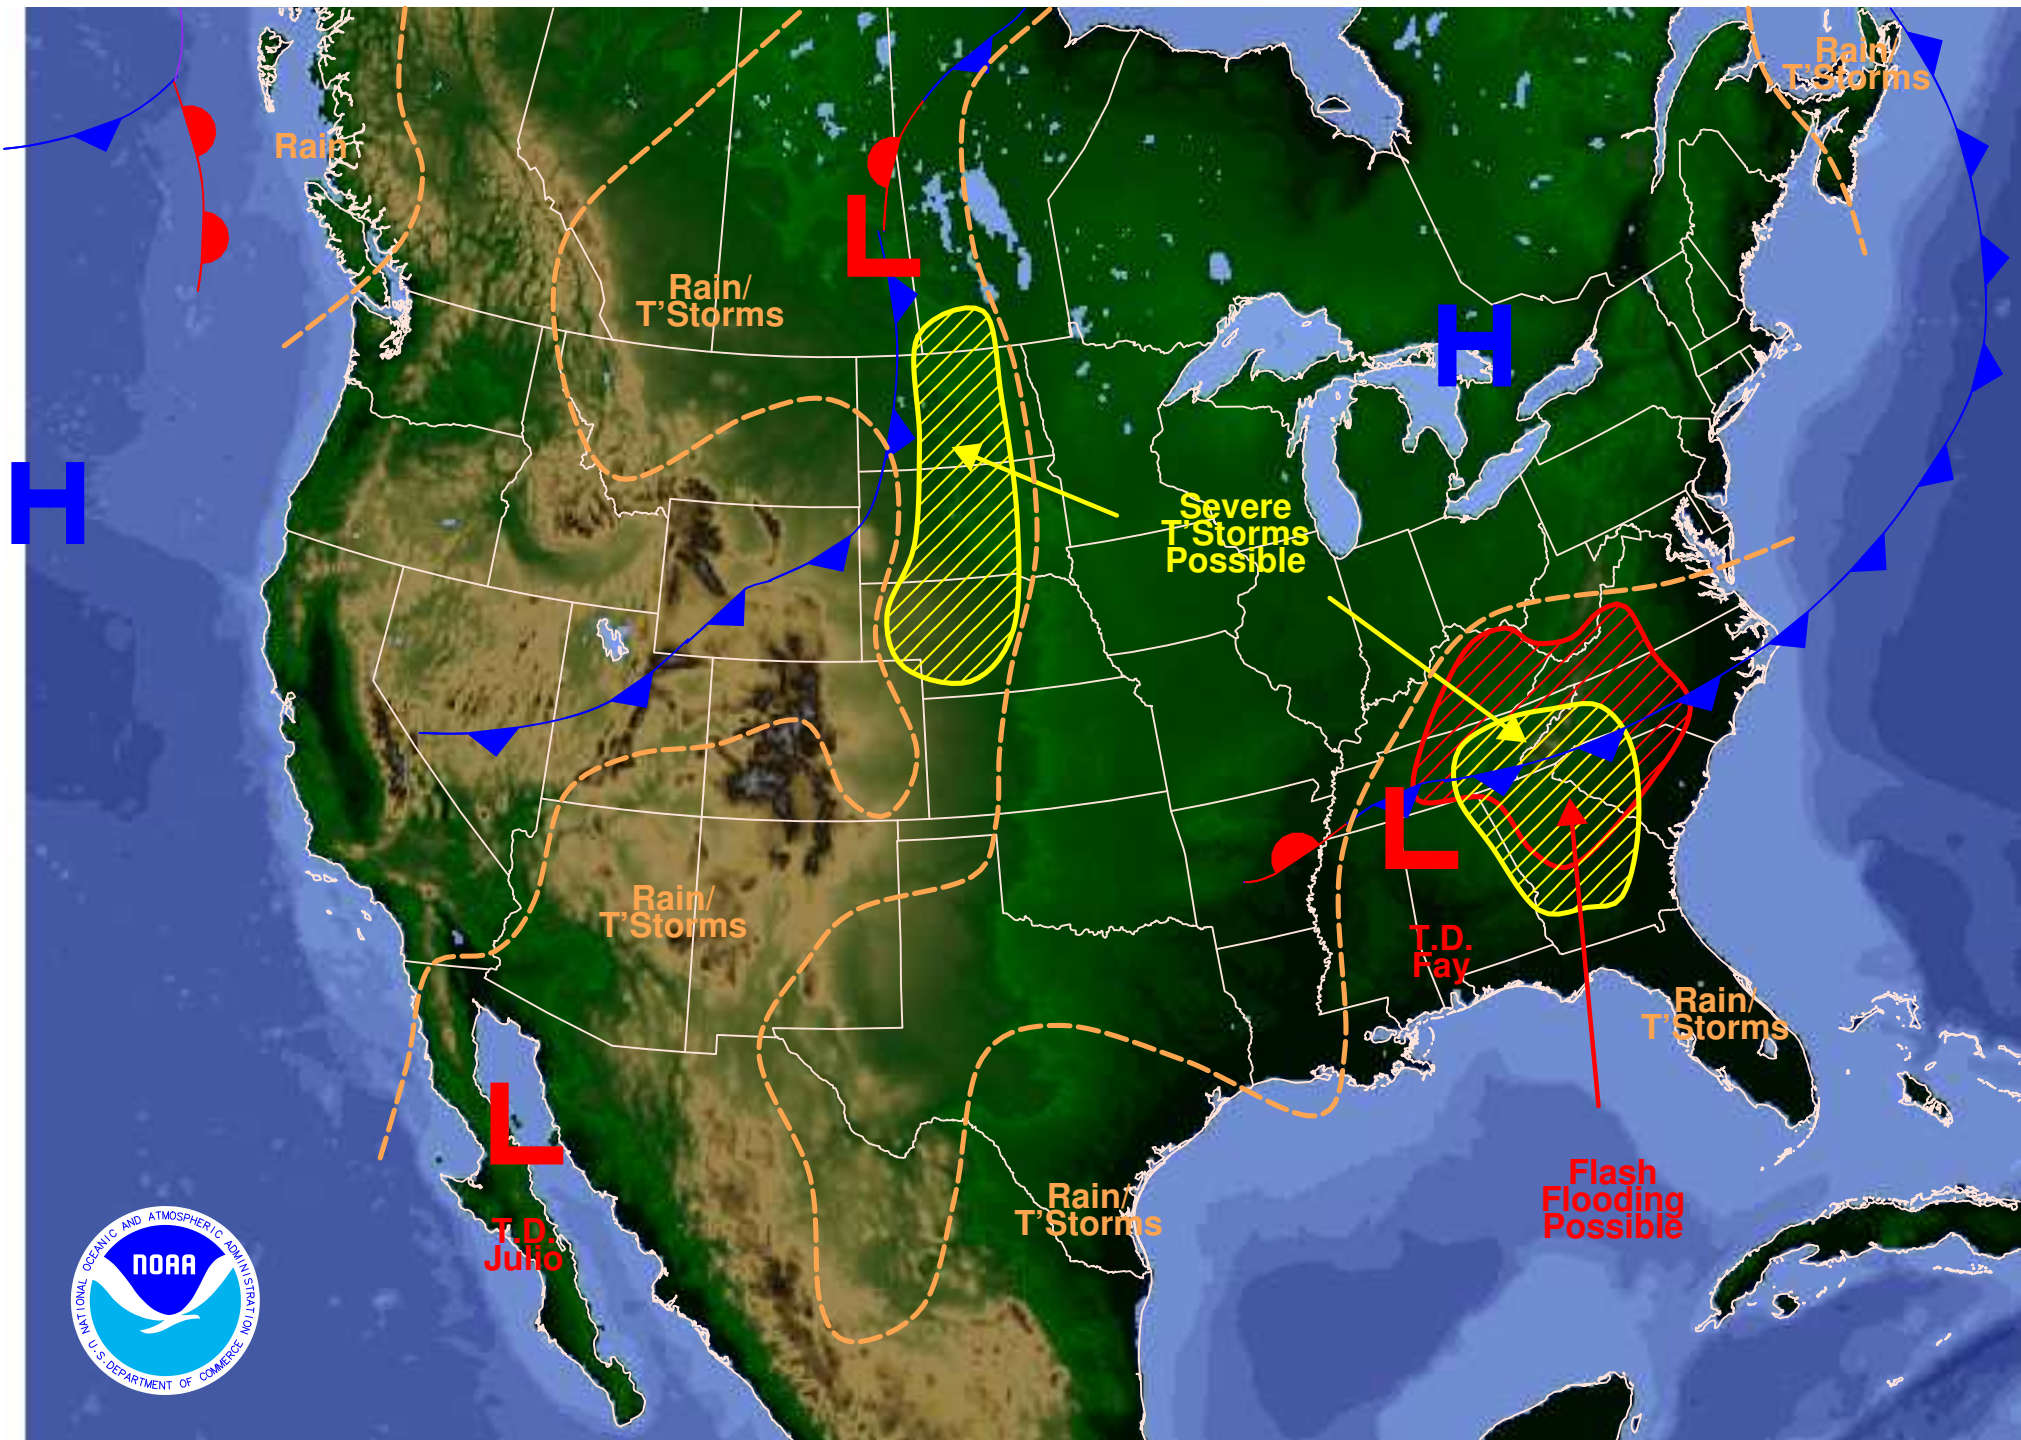 Rain/
T'Storms
Rain
L
Rain/
T'Storms
H
H
Severe
T'Storms
Possible
L
Rain/
T'Storms
T.D.
Fay
Rain/
T'Storms
L
Rain/
T'Storms
Flash
Flooding
Possible
T.D.
Julio
NATIONAL OCEANIC AND ATMOSPHERIC ADMINISTRATION
NOAA
U.S. DEPARTMENT OF COMMERCE